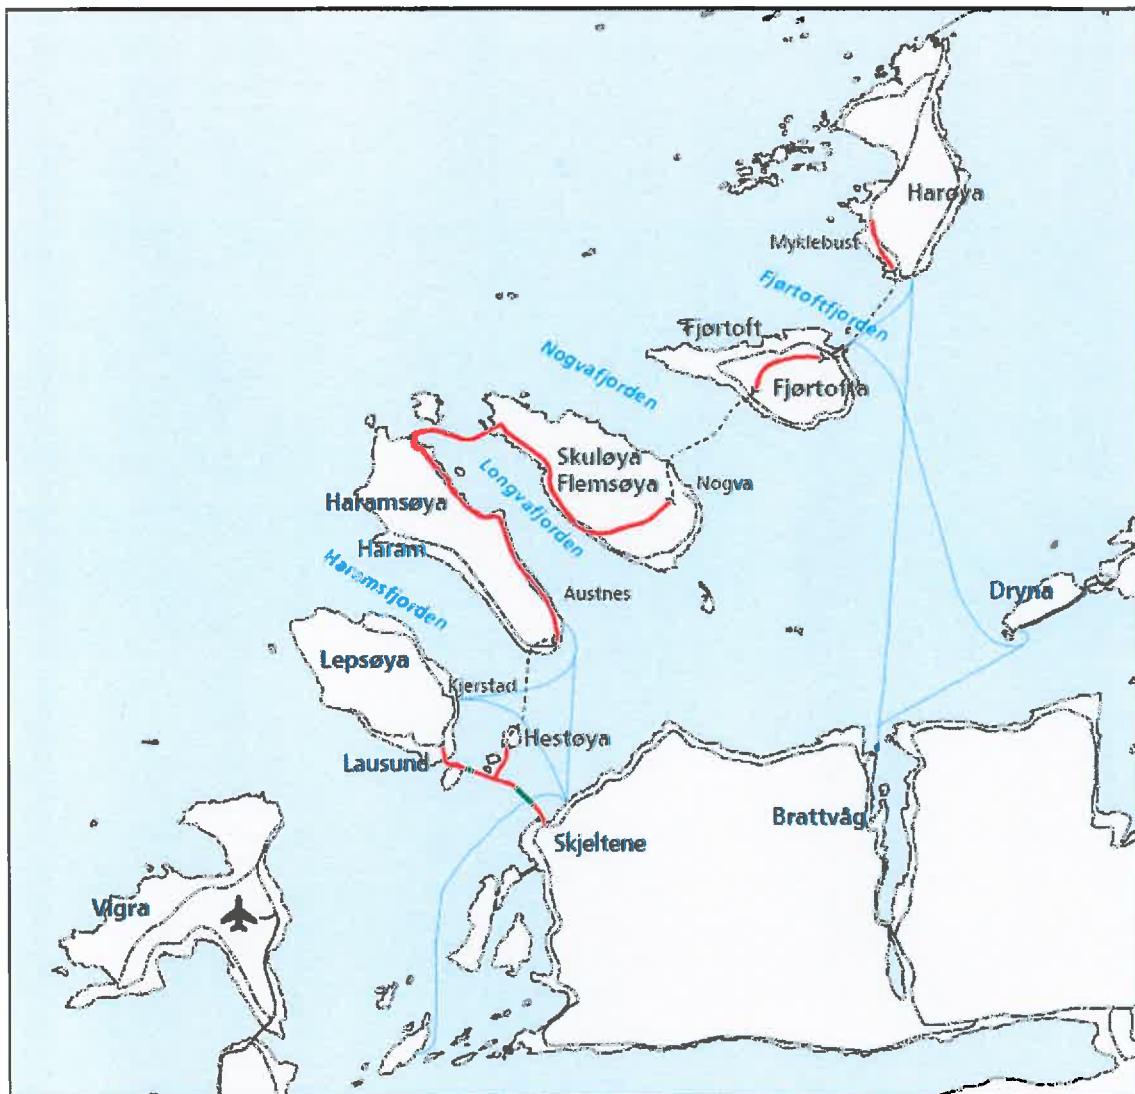 Harøya
Myklebust
Fjørtoftfjorden
Fjørtoft
Nogvafjorden
Fjørtofta
Skuløya
Flemsøya
Nogva
Longvafjorden
Haramsøya
Haram
Haramsfjorden
Austnes
Dryna
Lepsøya
Kjerstad
Hestøya
Lausund
Brattvåg
Skjeltene
Vigra